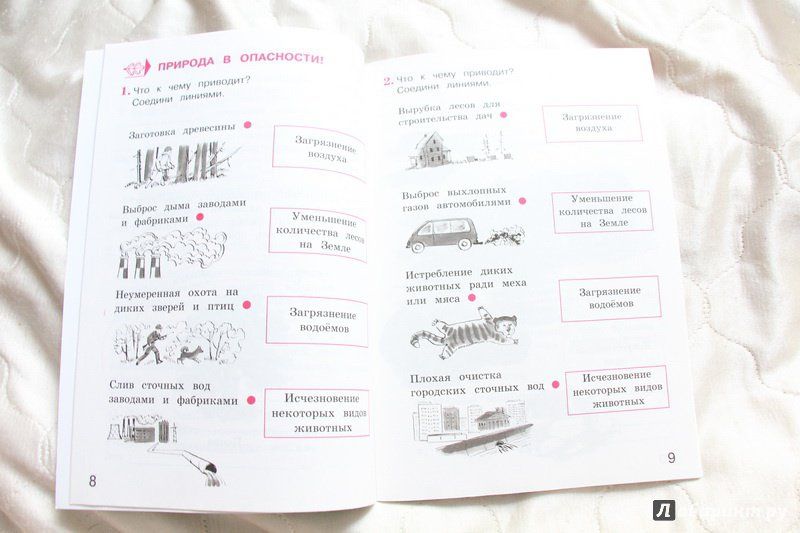 ПРИРОДА В ОПАСНОСТИ!
1. Что к чему приводит?
Соедини линиями.
Заготовка древесины
Загрязнение
воздуха
Выброс дыма заводами
и фабриками
Уменьшение
количества лесов
на Земле
Неумеренная охота на
диких зверей и птиц
Загрязнение
водоёмов
Слив сточных вод
заводами и фабриками
Исчезновение
некоторых видов
животных
8
2. Что к чему приводит?
Соедини линиями.
Вырубка лесов для
строительства дач
Загрязнение
воздуха
Выброс выхлопных
газов автомобилями
Уменьшение
количества лесов
на Земле
Истребление диких
животных ради меха
или мяса
Загрязнение
водоёмов
Плохая очистка
городских сточных вод
Исчезновение
некоторых видов
животных
9
Лабиринт.ру